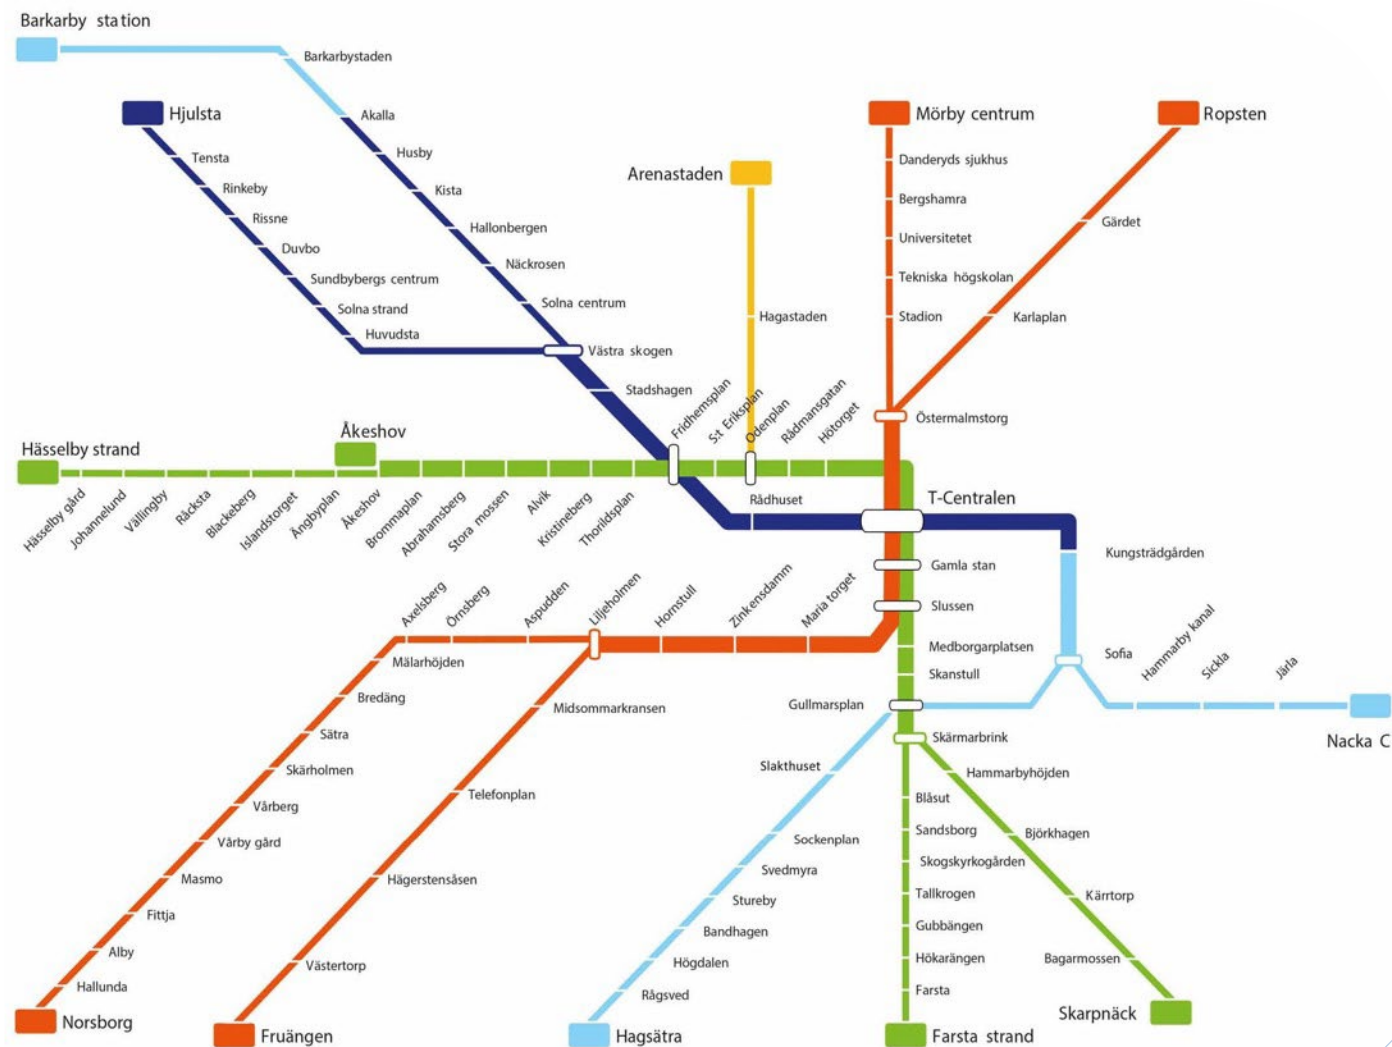 Barkarby station
Barkarbystaden
Hjulsta
Akalla
Mörby centrum
Ropsten
Tensta
Husby
Danderyds sjukhus
Rinkeby
Kista
Arenastaden
Bergshamra
Rissne
Hallonbergen
Gärdet
Duvbo
Universitetet
Näckrosen
Sundbybergs centrum
Tekniska högskolan
Solna centrum
Solna strand
Hagastaden
Stadion
Karlaplan
Huvudsta
Västra skogen
Stadshagen
Fridhemsplan
S:t Eriksplan
Odenplan
Rådmansgatan
Hötorget
Östermalmstorg
Åkeshov
Hässelby strand
Hässelby gård
Johannelund
Vällingby
Råcksta
Blackeberg
Islandstorget
Ängbyplan
Åkeshov
Brommaplan
Abrahamsberg
Stora mossen
Alvik
Kristineberg
Thorildsplan
Rådhuset
T-Centralen
Kungsträdgården
Gamla stan
Slussen
Axelsberg
Örnsberg
Aspudden
Liljeholmen
Hornstull
Zinkensdamm
Maria torget
Medborgarplatsen
Sofia
Hammarby kanal
Sickla
Järla
Mälarhöjden
Skanstull
Bredäng
Midsommarkransen
Gullmarsplan
Sätra
Skärmarbrink
Nacka C
Skärholmen
Slakthuset
Hammarbyhöjden
Telefonplan
Blåsut
Vårberg
Sandsborg
Björkhagen
Vårby gård
Sockenplan
Skogskyrkogården
Masmo
Hägerstensåsen
Svedmyra
Tallkrogen
Kärrtorp
Stureby
Fittja
Gubbängen
Bandhagen
Alby
Hökarängen
Bagarmossen
Västertorp
Högdalen
Hallunda
Farsta
Rågsved
Skarpnäck
Norsborg
Fruängen
Hagsätra
Farsta strand